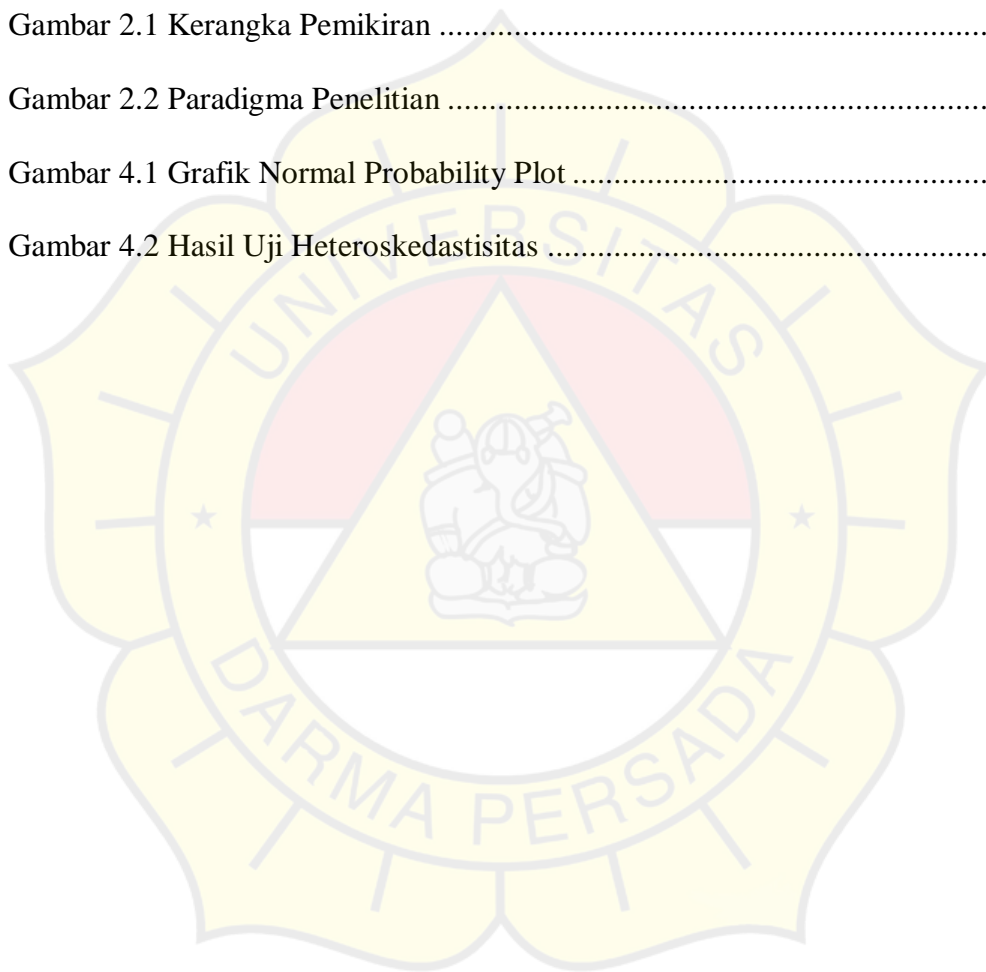 Gambar 2.1 Kerangka Pemikiran ........................................................................
Gambar 2.2 Paradigma Penelitian .......................................................................
Gambar 4.1 Grafik Normal Probability Plot .......................................................
Gambar 4.2 Hasil Uji Heteroskedastisitas ..........................................................
UNIVERSITAS
DARMA PERSADA